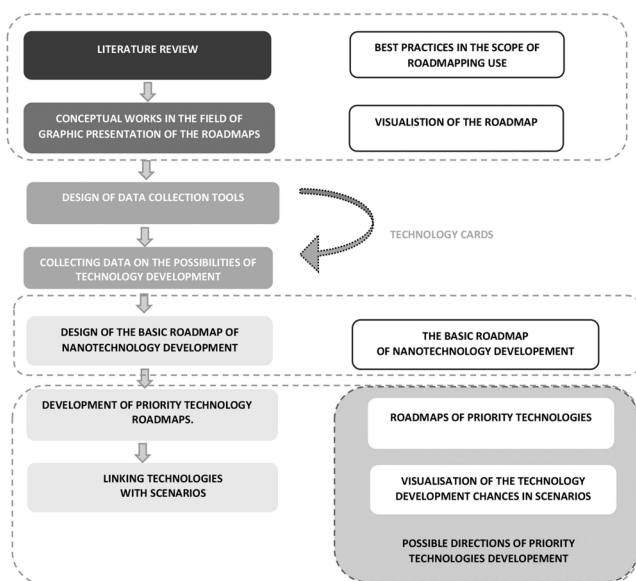 LITERATURE REVIEW
BEST PRACTICES IN THE SCOPE OF
ROADMAPPING USE
CONCEPTUAL WORKS IN THE FIELD OF
GRAPHIC PRESENTATION OF THE ROADMAPS
VISUALISTION OF THE ROADMAP
DESIGN OF DATA COLLECTION TOOLS
TECHNOLOGY CARDS
COLLECTING DATA ON THE POSSIBILITIES OF
TECHNOLOGY DEVELOPMENT
DESIGN OF THE BASIC ROADMAP OF
NANOTECHNOLOGY DEVELOPMENT
THE BASIC ROADMAP
OF NANOTECHNOLOGY DEVELOPEMENT
DEVELOPMENT OF PRIORITY TECHNOLOGY
ROADMAPS.
ROADMAPS OF PRIORITY TECHNOLOGIES
LINKING TECHNOLOGIES
WITH SCENARIOS
VISUALISATION OF THE TECHNOLOGY
DEVELOPMENT CHANCES IN SCENARIOS
POSSIBLE DIRECTIONS OF PRIORITY
TECHNOLOGIES DEVELOPEMENT